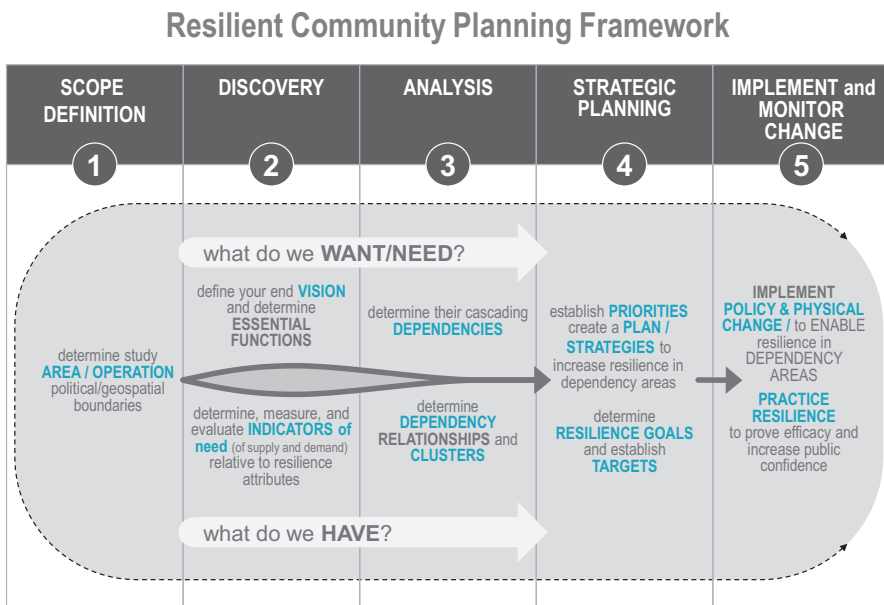 Resilient Community Planning Framework
SCOPE
DEFINITION
1
DISCOVERY
2
ANALYSIS
3
STRATEGIC
PLANNING
4
IMPLEMENT and
MONITOR
CHANGE
5
what do we WANT/NEED?
determine study
AREA / OPERATION
political/geospatial
boundaries
define your end VISION
and determine
ESSENTIAL
FUNCTIONS
determine, measure, and
evaluate INDICATORS of
need (of supply and demand)
relative to resilience
attributes
determine their cascading
DEPENDENCIES
determine
DEPENDENCY
RELATIONSHIPS and
CLUSTERS
establish PRIORITIES
create a PLAN /
STRATEGIES to
increase resilience in
dependency areas
determine
RESILIENCE GOALS
and establish
TARGETS
IMPLEMENT
POLICY & PHYSICAL
CHANGE / to ENABLE
resilience in
DEPENDENCY
AREAS
PRACTICE
RESILIENCE
to prove efficacy and
increase public
confidence
what do we HAVE?